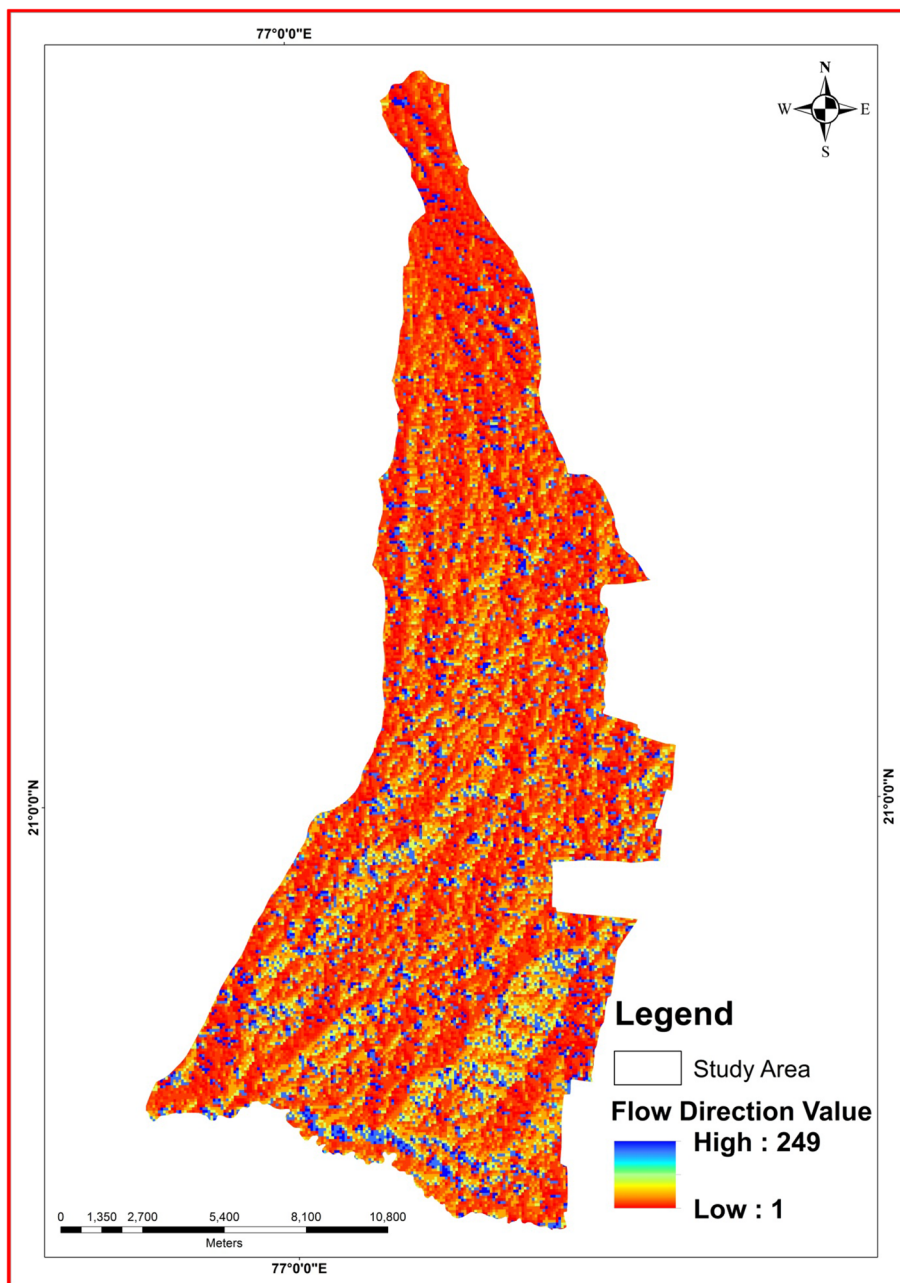 77°0'0"E
N
W E
S
21°0'0"N
21°0'0"N
Legend
Study Area
Flow Direction Value
High : 249
Low : 1
0 1,350 2,700 5,400 8,100 10,800
Meters
77°0'0"E